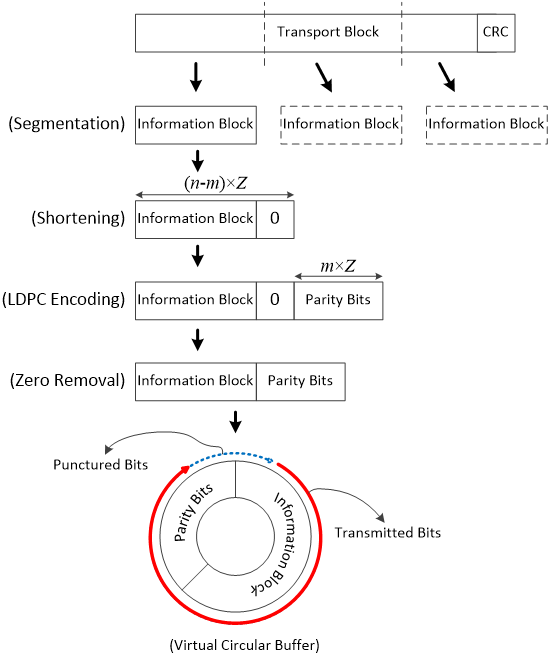 Transport Block CRC
(Segmentation) Information Block Information Block Information Block
(n-m)×Z
(Shortening) Information Block 0
m×Z
(LDPC Encoding) Information Block 0 Parity Bits
(Zero Removal) Information Block Parity Bits
Punctured Bits
Parity Bits
Information Block
Transmitted Bits
(Virtual Circular Buffer)